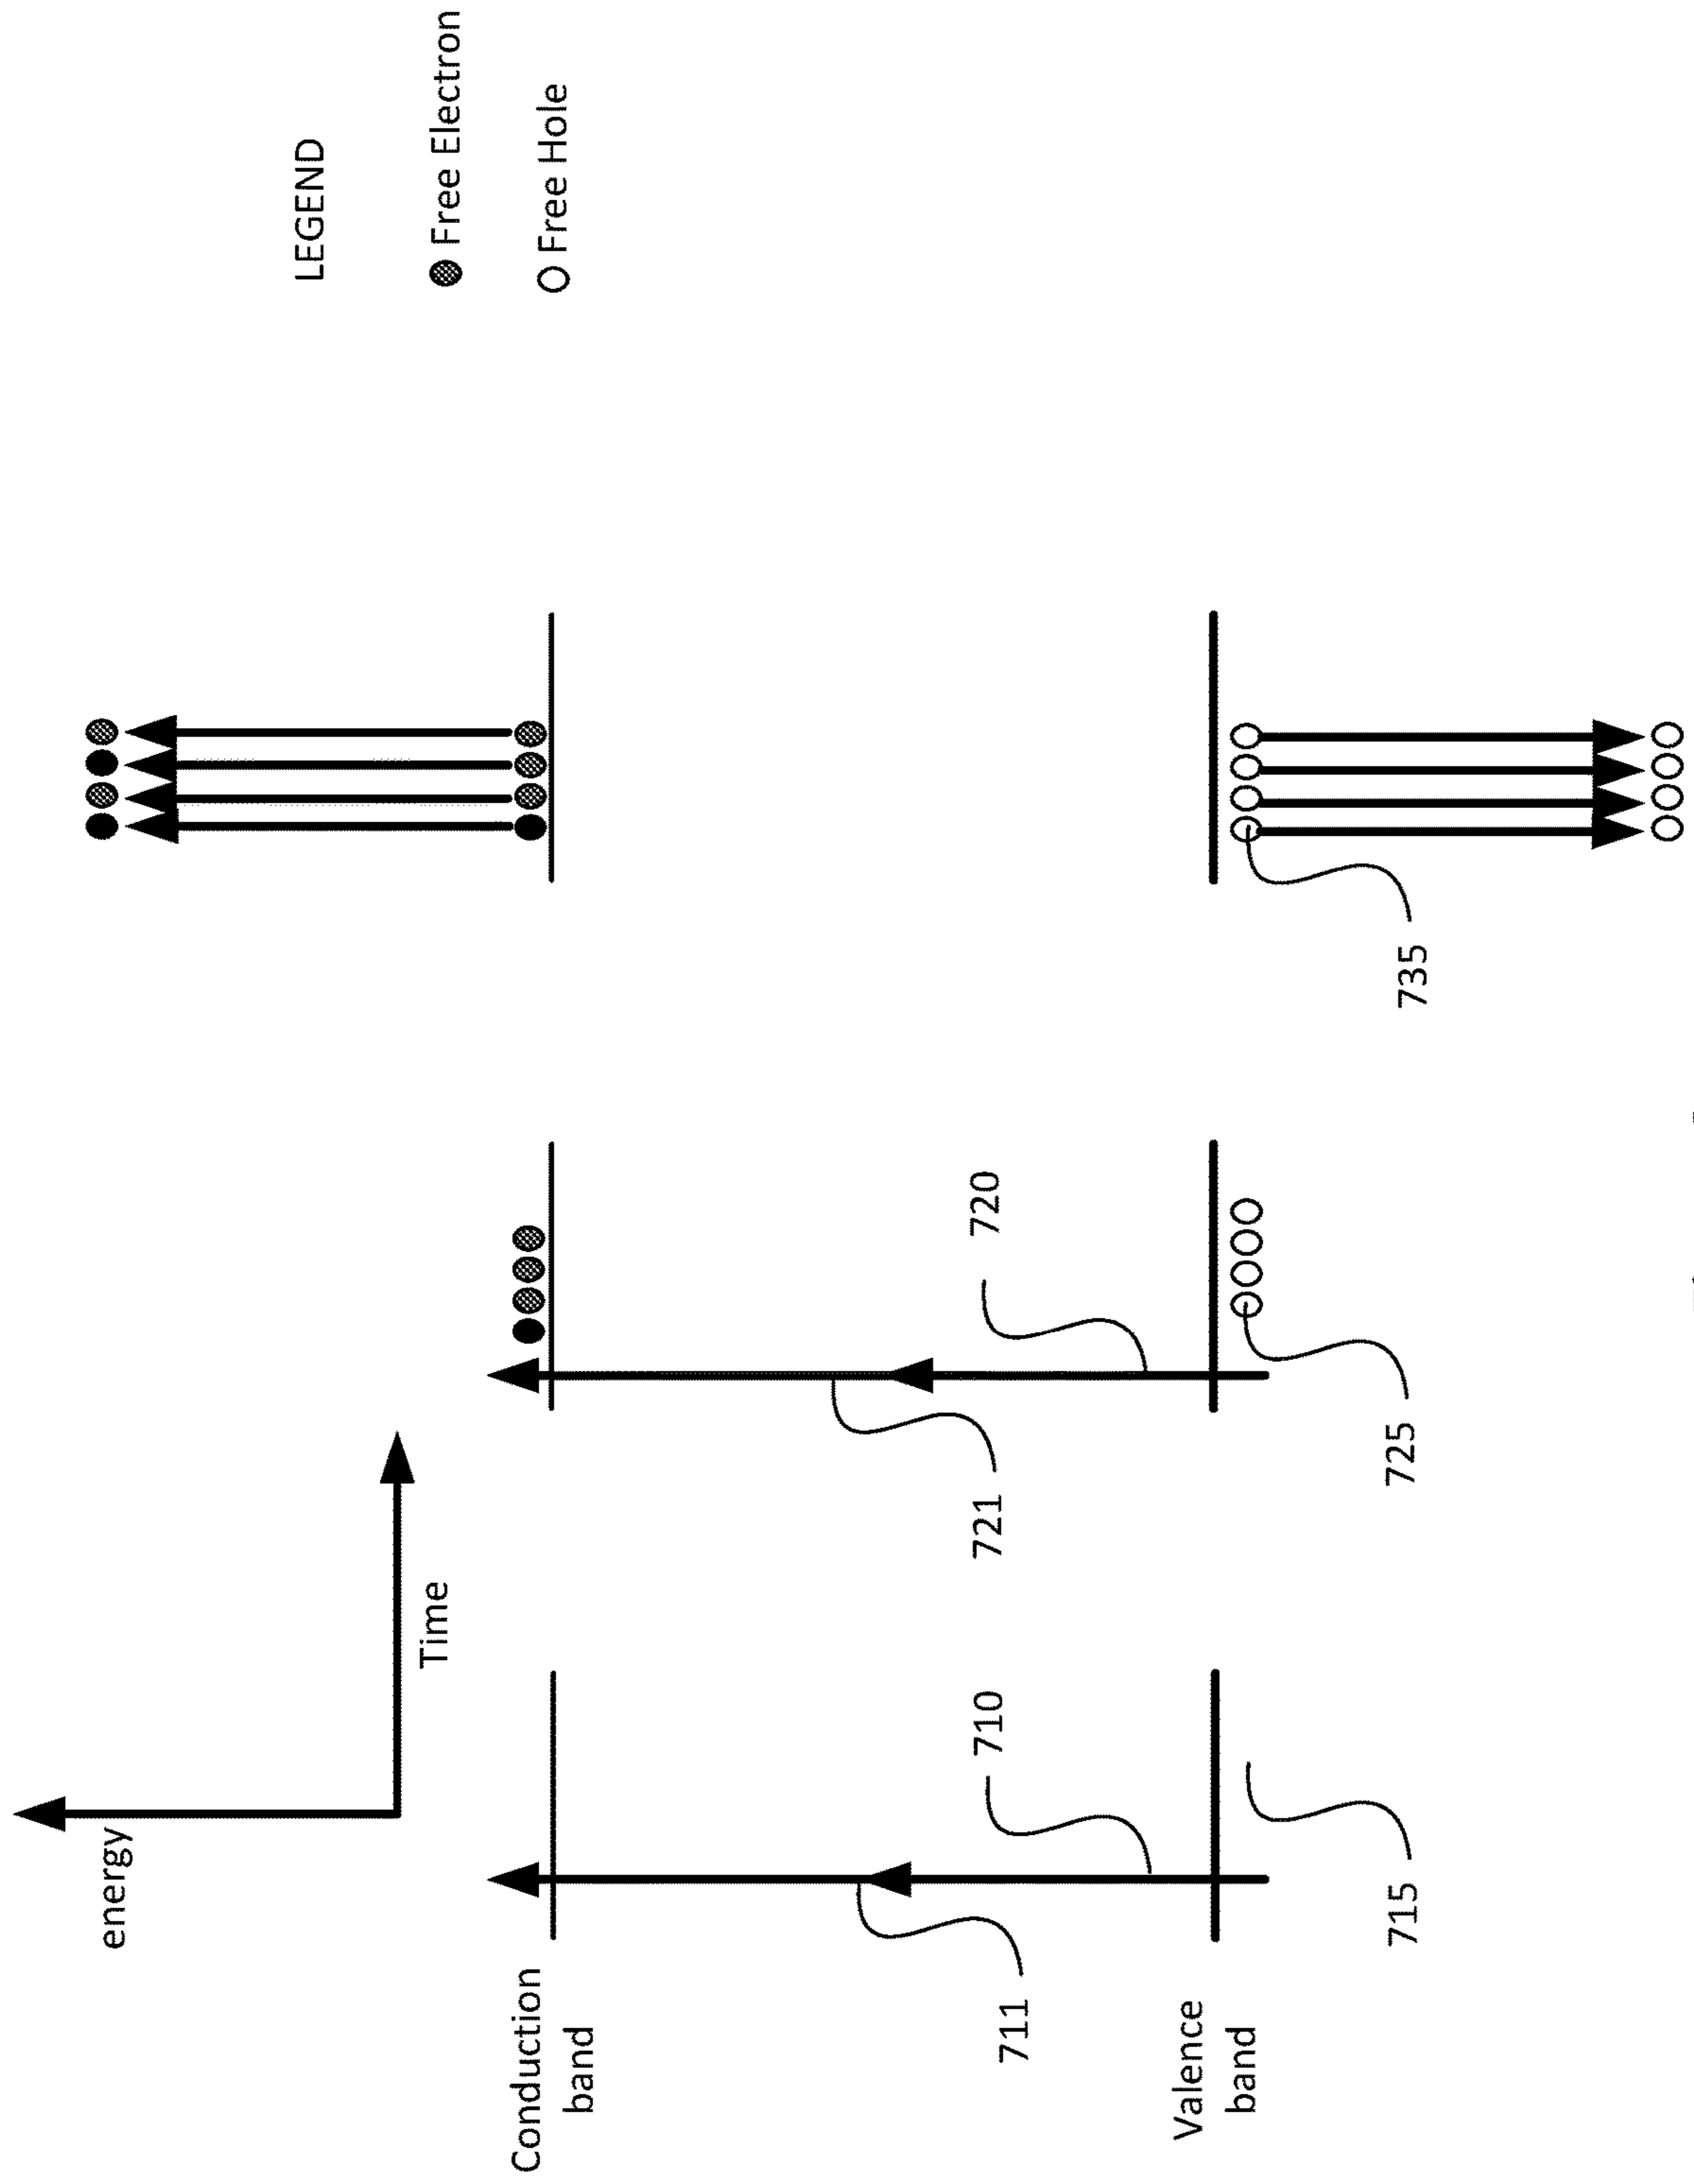 energy
Time
LEGEND
Free Electron
Free Hole
Conduction
band
711
710
721
720
Valence
band
715
725
735